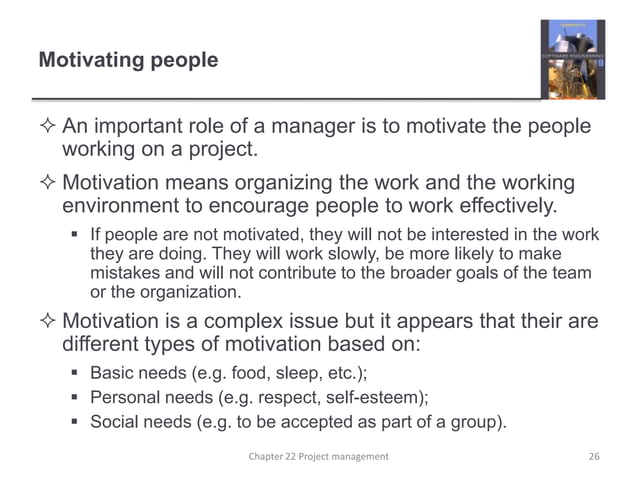 Motivating people
SOFTWARE ENGINEERING
9
✧ An important role of a manager is to motivate the people
working on a project.
✧ Motivation means organizing the work and the working
environment to encourage people to work effectively.
▪ If people are not motivated, they will not be interested in the work
they are doing. They will work slowly, be more likely to make
mistakes and will not contribute to the broader goals of the team
or the organization.
✧ Motivation is a complex issue but it appears that their are
different types of motivation based on:
▪ Basic needs (e.g. food, sleep, etc.);
▪ Personal needs (e.g. respect, self-esteem);
▪ Social needs (e.g. to be accepted as part of a group).
Chapter 22 Project management
26